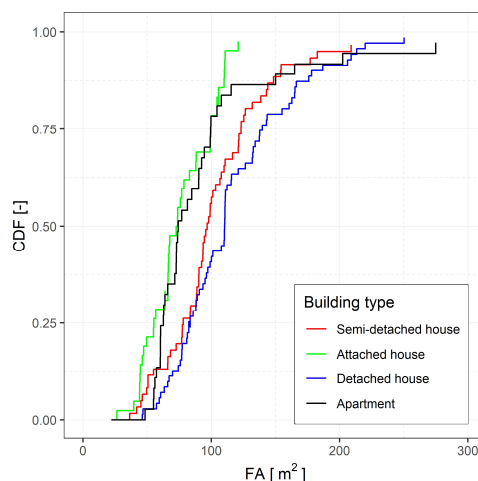 1.00
0.75
0.50
0.25
0.00
CDF [-]
Building type
Semi-detached house
Attached house
Detached house
Apartment
0 100 200 300
FA [ m² ]